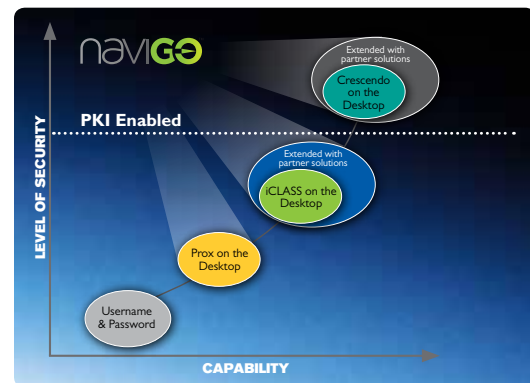 naviGO
Extended with
partner solutions
Crescendo
on the
Desktop
PKI Enabled
Extended with
partner solutions
iCLASS on the
Desktop
Prox on the
Desktop
Username
& Password
LEVEL OF SECURITY
CAPABILITY